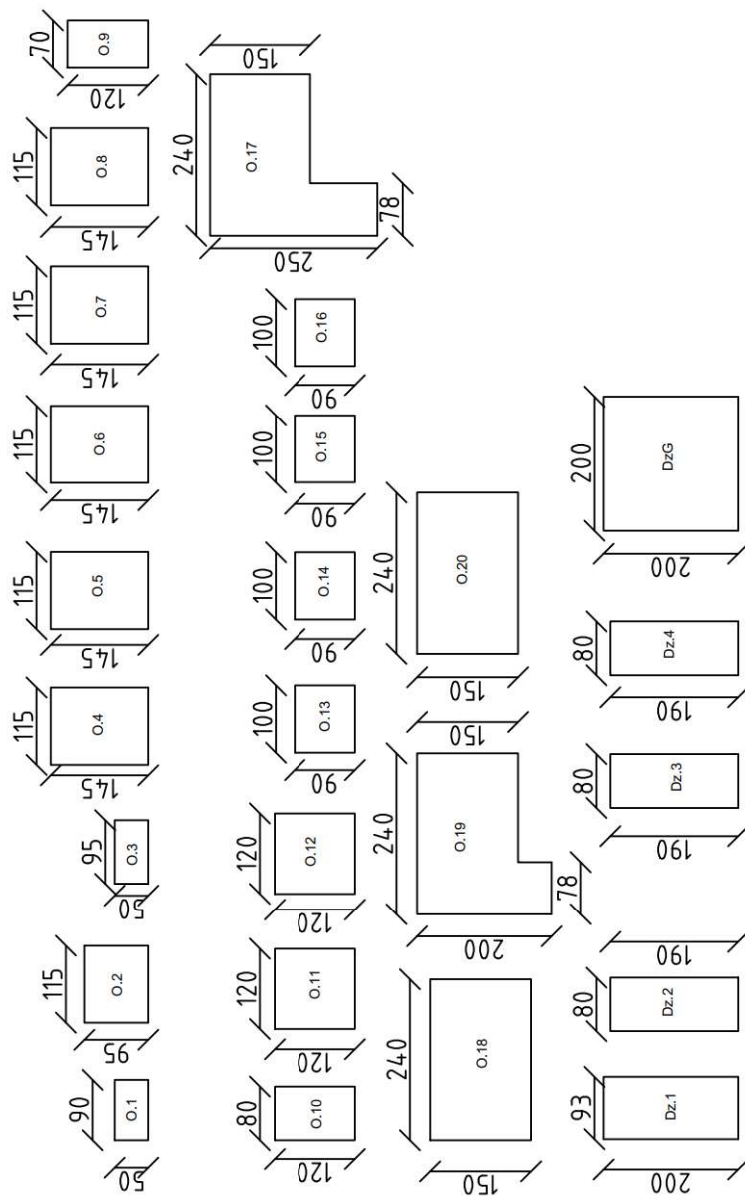 90
50
O.1
115
95
O.2
95
50
O.3
115
145
O.4
115
145
O.5
115
145
O.6
115
145
O.7
115
145
O.8
70
120
O.9
80
120
O.10
120
120
O.11
120
120
O.12
100
90
O.13
100
90
O.14
100
90
O.15
100
90
O.16
240
250
150
78
O.17
240
150
O.18
240
200
150
78
O.19
240
150
O.20
93
200
Dz.1
80
190
Dz.2
80
190
Dz.3
80
190
Dz.4
200
200
DzG